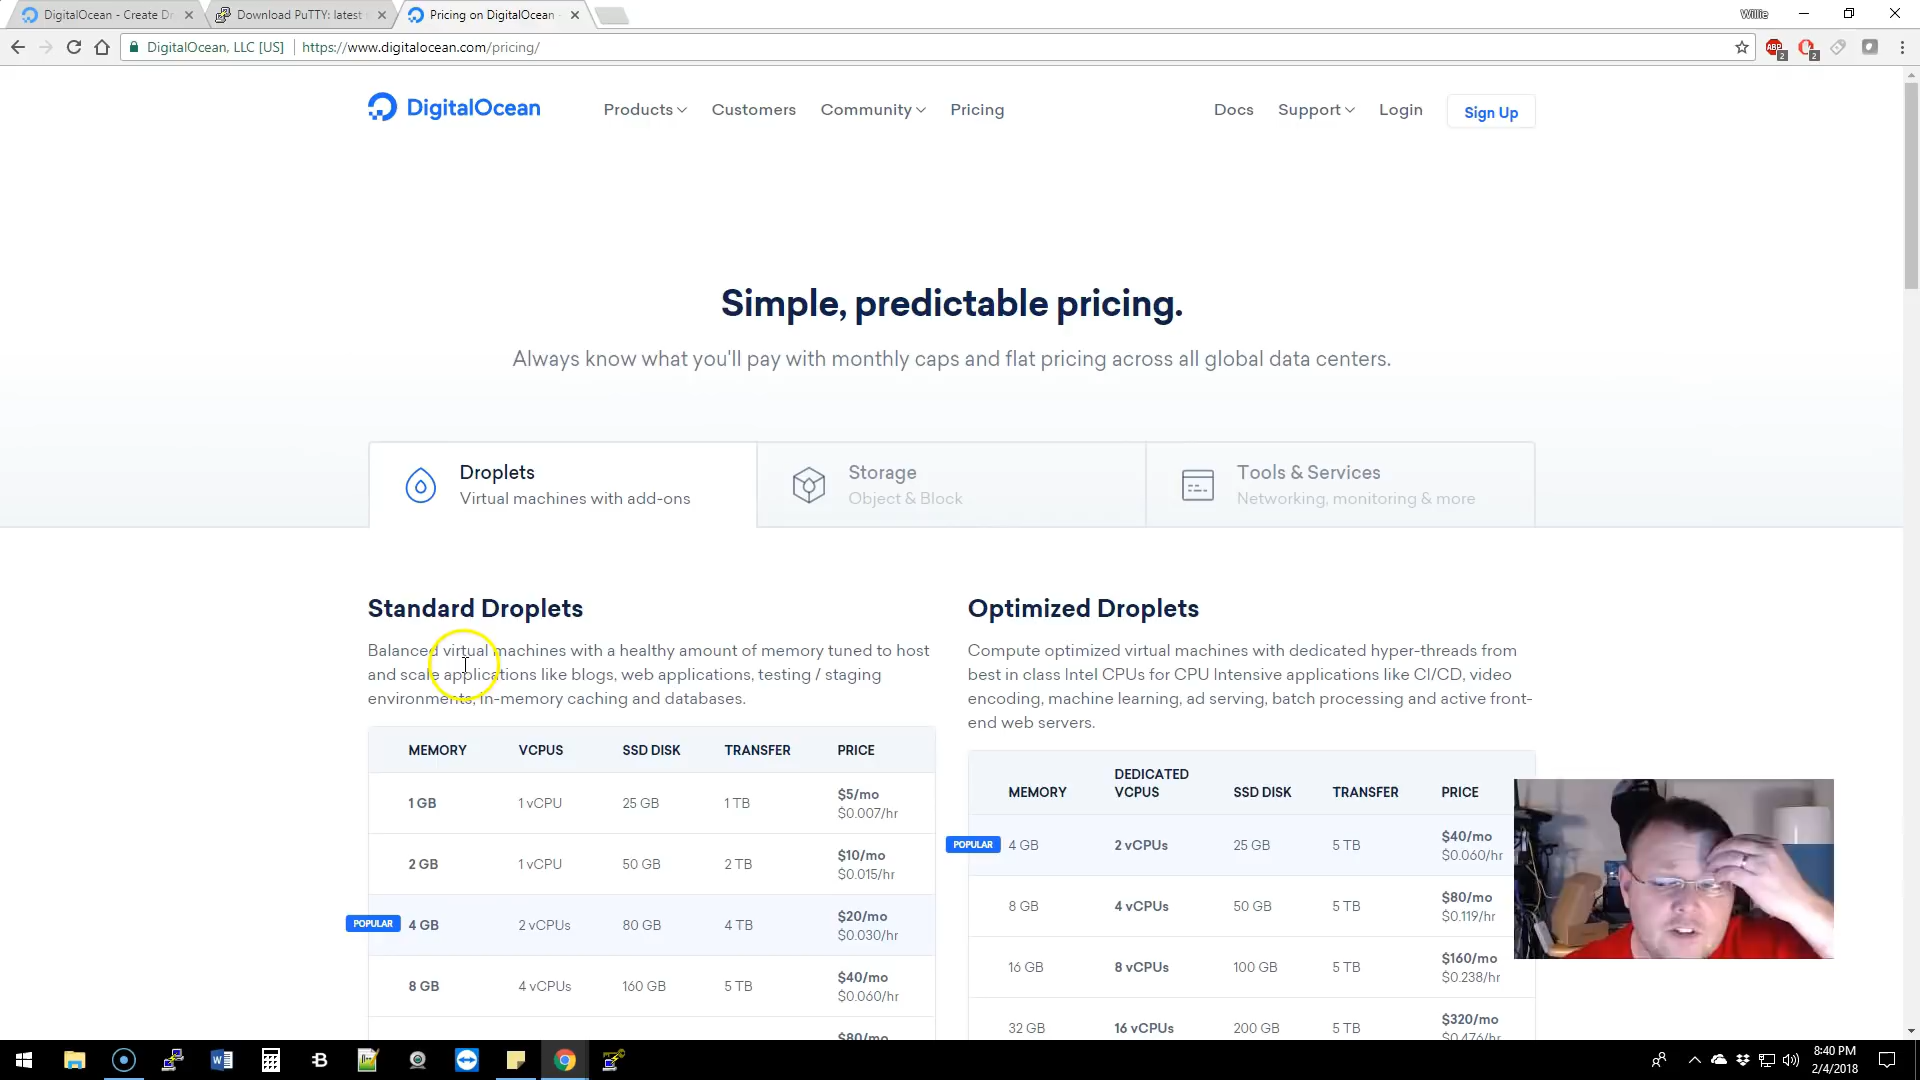 DigitalOcean - Create Dr
Download PuTTY: latest
Pricing on DigitalOcean
Willie
DigitalOcean, LLC [US]
https://www.digitalocean.com/pricing/
ABP
2
2
DigitalOcean
Products
Customers
Community
Pricing
Docs
Support
Login
Sign Up
Simple, predictable pricing.
Always know what you'll pay with monthly caps and flat pricing across all global data centers.
Droplets
Virtual machines with add-ons
Storage
Object & Block
Tools & Services
Networking, monitoring & more
Standard Droplets
Balanced virtual machines with a healthy amount of memory tuned to host
and scale applications like blogs, web applications, testing / staging
environments, in-memory caching and databases.
MEMORY VCPUS SSD DISK TRANSFER PRICE
1 GB 1 vCPU 25 GB 1 TB $5/mo
$0.007/hr
2 GB 1 vCPU 50 GB 2 TB $10/mo
$0.015/hr
POPULAR 4 GB 2 vCPUs 80 GB 4 TB $20/mo
$0.030/hr
8 GB 4 vCPUs 160 GB 5 TB $40/mo
$0.060/hr
$80/mo
Optimized Droplets
Compute optimized virtual machines with dedicated hyper-threads from
best in class Intel CPUs for CPU Intensive applications like CI/CD, video
encoding, machine learning, ad serving, batch processing and active front-
end web servers.
MEMORY DEDICATED VCPUS SSD DISK TRANSFER PRICE
POPULAR 4 GB 2 vCPUs 25 GB 5 TB $40/mo
$0.060/hr
8 GB 4 vCPUs 50 GB 5 TB $80/mo
$0.119/hr
16 GB 8 vCPUs 100 GB 5 TB $160/mo
$0.238/hr
32 GB 16 vCPUs 200 GB 5 TB $320/mo
$0.476/hr
8:40 PM
2/4/2018